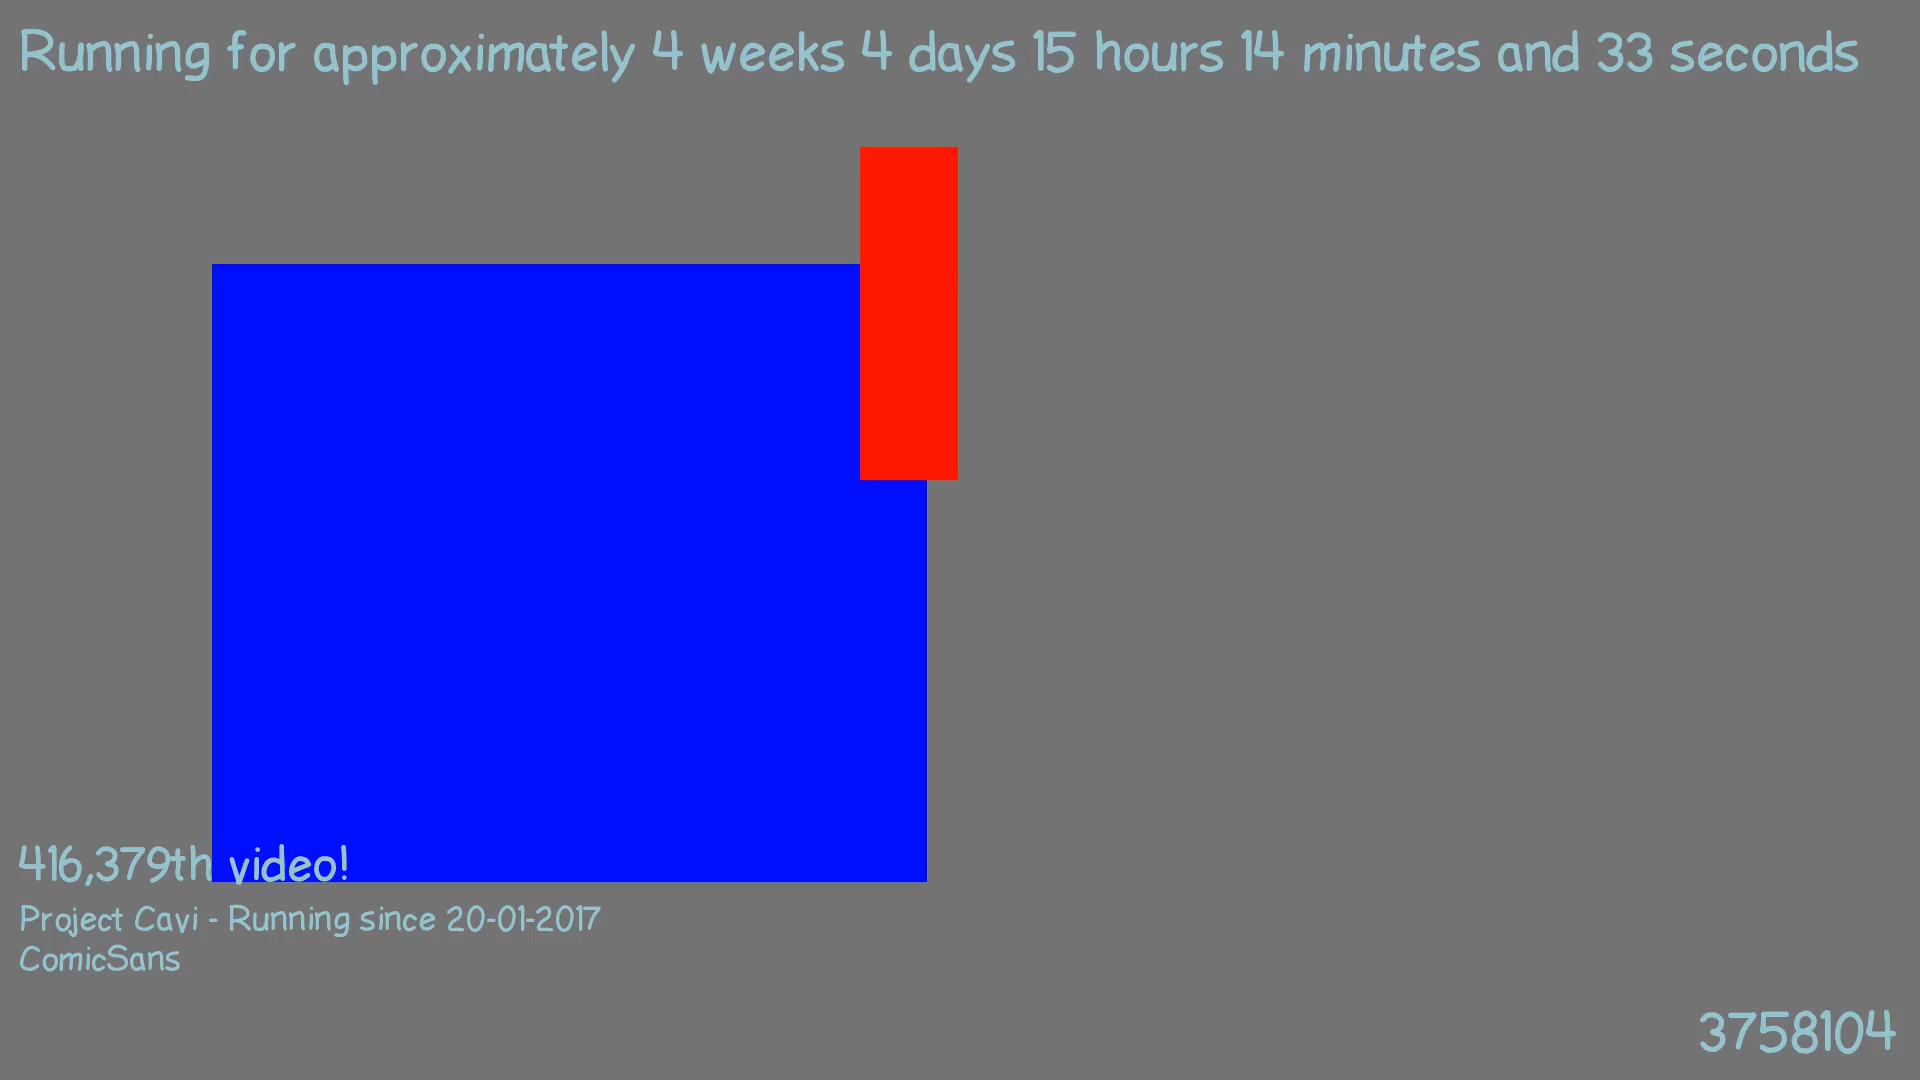 Running for approximately 4 weeks 4 days 15 hours 14 minutes and 33 seconds
416,379th video!
Project Cavi - Running since 20-01-2017
ComicSans
3758104